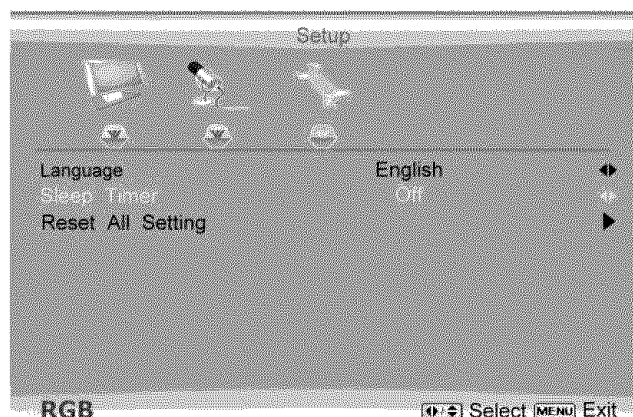 Setup
Language English
Sleep Timer Off
Reset All Setting
RGB Select MENU Exit